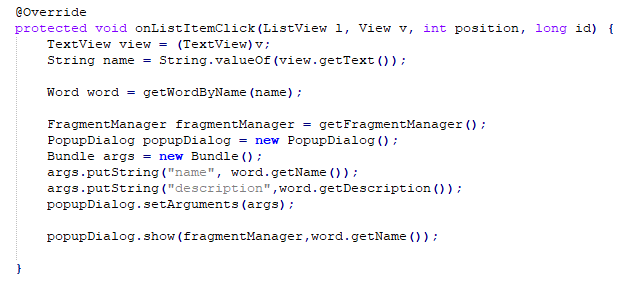 @Override
protected void onListItemClick(ListView l, View v, int position, long id) {
    TextView view = (TextView)v;
    String name = String.valueOf(view.getText());

    Word word = getWordByName(name);

    FragmentManager fragmentManager = getFragmentManager();
    PopupDialog popupDialog = new PopupDialog();
    Bundle args = new Bundle();
    args.putString("name", word.getName());
    args.putString("description",word.getDescription());
    popupDialog.setArguments(args);

    popupDialog.show(fragmentManager,word.getName());

}